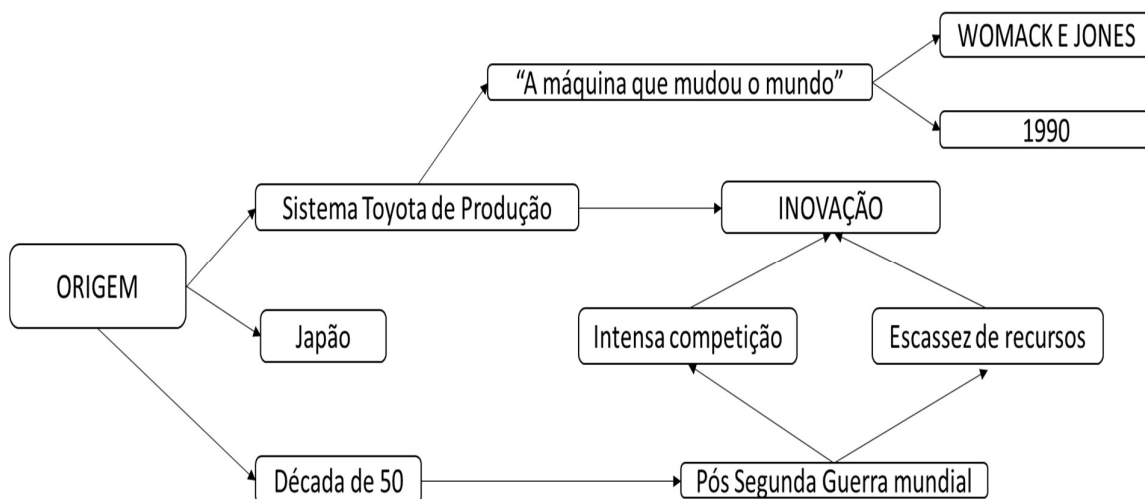 WOMACK E JONES
“A máquina que mudou o mundo”
1990
Sistema Toyota de Produção
INOVAÇÃO
ORIGEM
Japão
Intensa competição
Escassez de recursos
Década de 50
Pós Segunda Guerra mundial